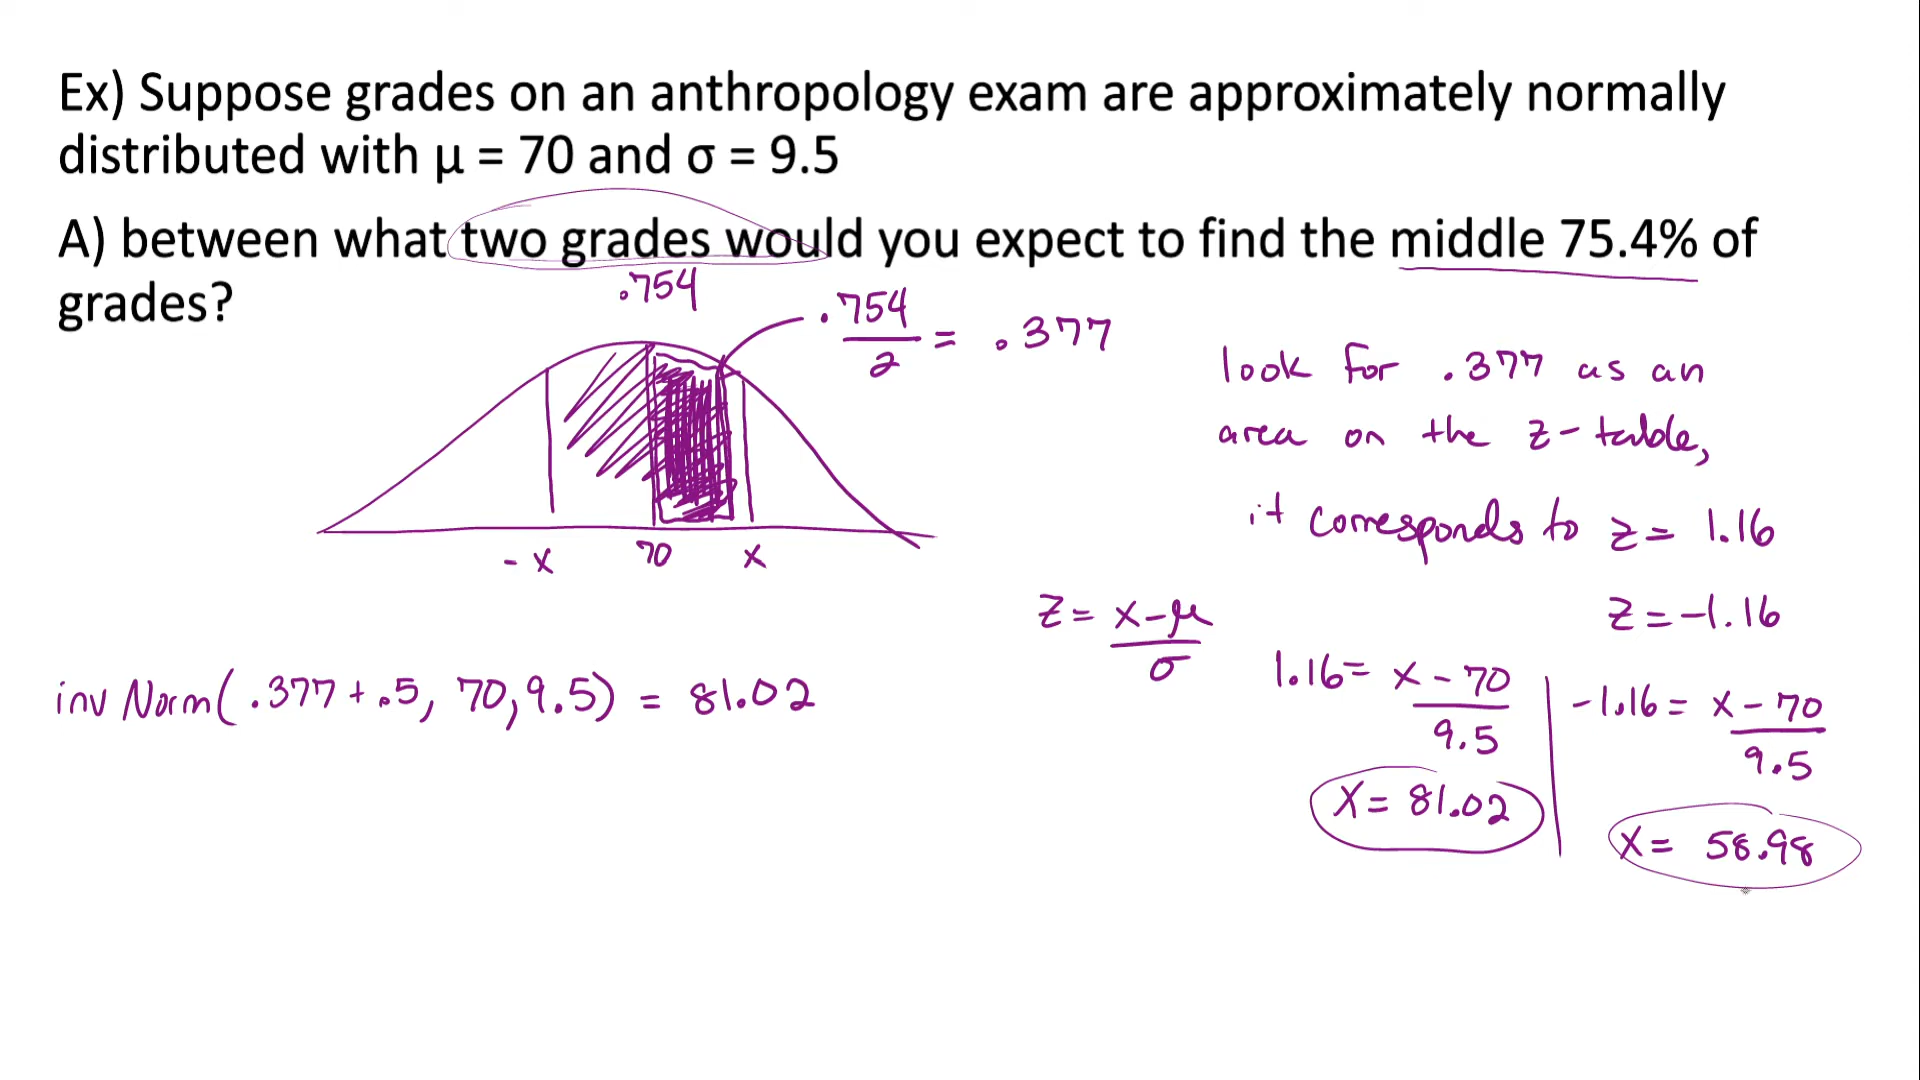 Ex) Suppose grades on an anthropology exam are approximately normally
distributed with μ = 70 and σ = 9.5
A) between what two grades would you expect to find the middle 75.4% of
grades?
.754
.754
2
= .377
look for .377 as an
area on the z-table,
it corresponds to z = 1.16
z = -1.16
-x 70 x
z = x-μ
σ
inv Norm( .377 + .5, 70, 9.5) = 81.02
1.16 = x - 70
9.5
x = 81.02
-1.16 = x - 70
9.5
x = 58.98